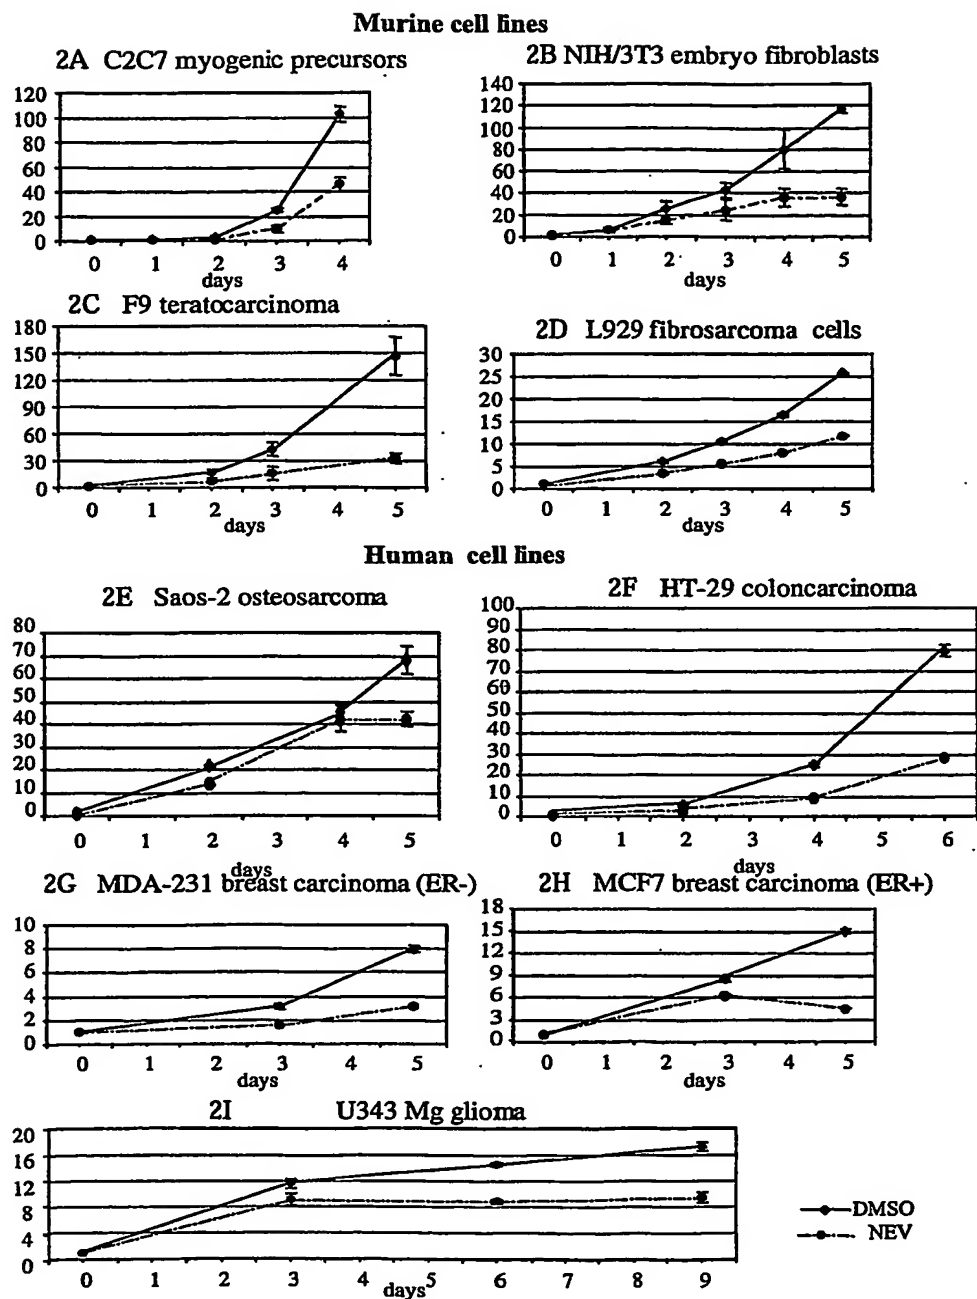 Murine cell lines
2A C2C7 myogenic precursors
120
100
80
60
40
20
0
0 1 2 3 4
days
2B NIH/3T3 embryo fibroblasts
140
120
100
80
60
40
20
0
0 1 2 3 4 5
days
2C F9 teratocarcinoma
180
150
120
90
60
30
0
0 1 2 3 4 5
days
2D L929 fibrosarcoma cells
30
25
20
15
10
5
0
0 1 2 3 4 5
days
Human cell lines
2E Saos-2 osteosarcoma
80
70
60
50
40
30
20
10
0
0 1 2 3 4 5
days
2F HT-29 coloncarcinoma
100
90
80
70
60
50
40
30
20
10
0
0 1 2 3 4 5 6
days
2G MDA-231 breast carcinoma (ER-)
10
8
6
4
2
0
0 1 2 3 4 5
days
2H MCF7 breast carcinoma (ER+)
18
15
12
9
6
3
0
0 1 2 3 4 5
days
2I U343 Mg glioma
20
16
12
8
4
0
0 1 2 3 4 5 6 7 8 9
days
DMSO
NEV